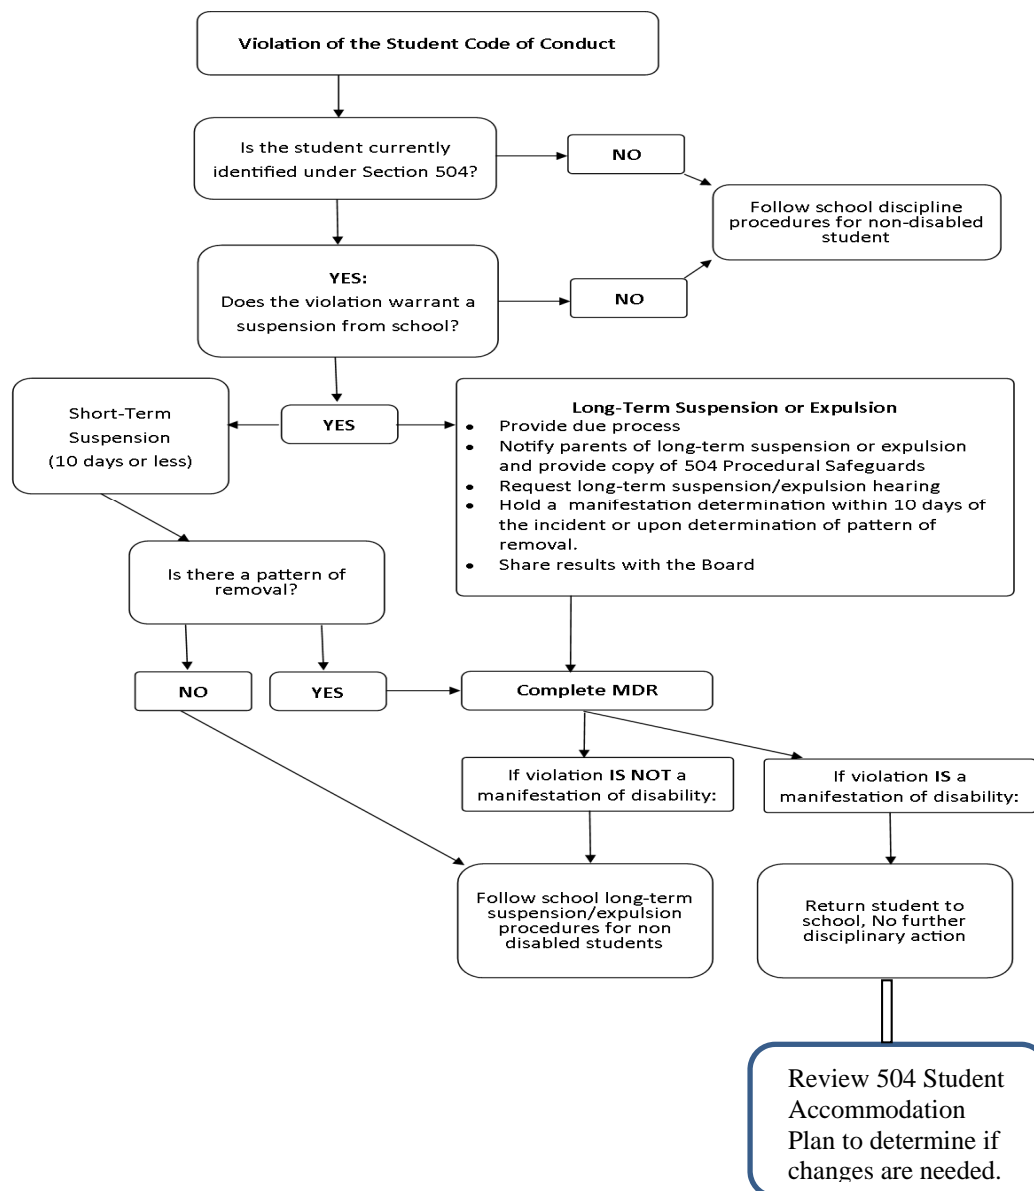 Violation of the Student Code of Conduct
Is the student currently
identified under Section 504?
NO
Follow school discipline
procedures for non-disabled
student
YES:
Does the violation warrant a
suspension from school?
NO
Short-Term
Suspension
(10 days or less)
YES
Long-Term Suspension or Expulsion
• Provide due process
• Notify parents of long-term suspension or expulsion
and provide copy of 504 Procedural Safeguards
• Request long-term suspension/expulsion hearing
• Hold a manifestation determination within 10 days of
the incident or upon determination of pattern of
removal.
• Share results with the Board
Is there a pattern of
removal?
NO
YES
Complete MDR
If violation IS NOT a
manifestation of disability:
If violation IS a
manifestation of disability:
Follow school long-term
suspension/expulsion
procedures for non
disabled students
Return student to
school, No further
disciplinary action
Review 504 Student
Accommodation
Plan to determine if
changes are needed.